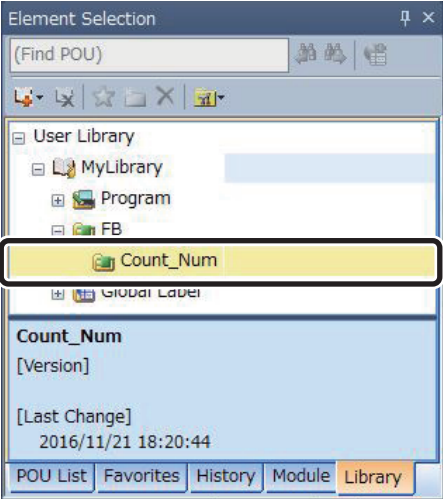 Element Selection
(Find POU)
User Library
MyLibrary
Program
FB
Count_Num
Global Label
Count_Num
[Version]
[Last Change]
2016/11/21 18:20:44
POU List Favorites History Module Library